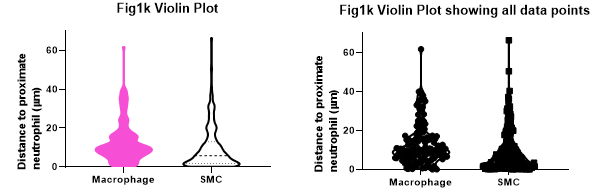 Fig1k Violin Plot
Distance to proximate
neutrophil (μm)
60
40
20
0
Macrophage
SMC
Fig1k Violin Plot showing all data points
Distance to proximate
neutrophil (μm)
60
40
20
0
Macrophage
SMC